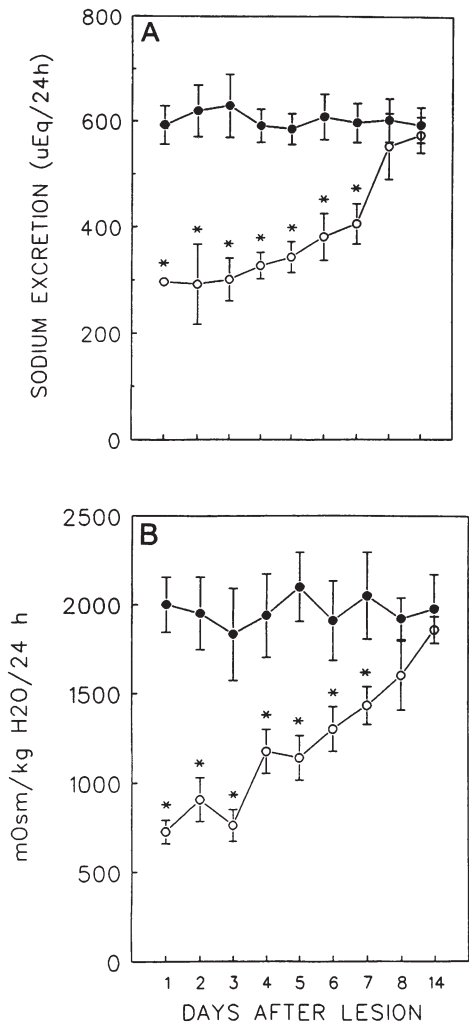 A
SODIUM EXCRETION (uEq/24h)
800
600
400
200
0
* * * * * * *
B
mOsm/kg H2O/24 h
2500
2000
1500
1000
500
0
* * * * * * *
1 2 3 4 5 6 7 8 14
DAYS AFTER LESION